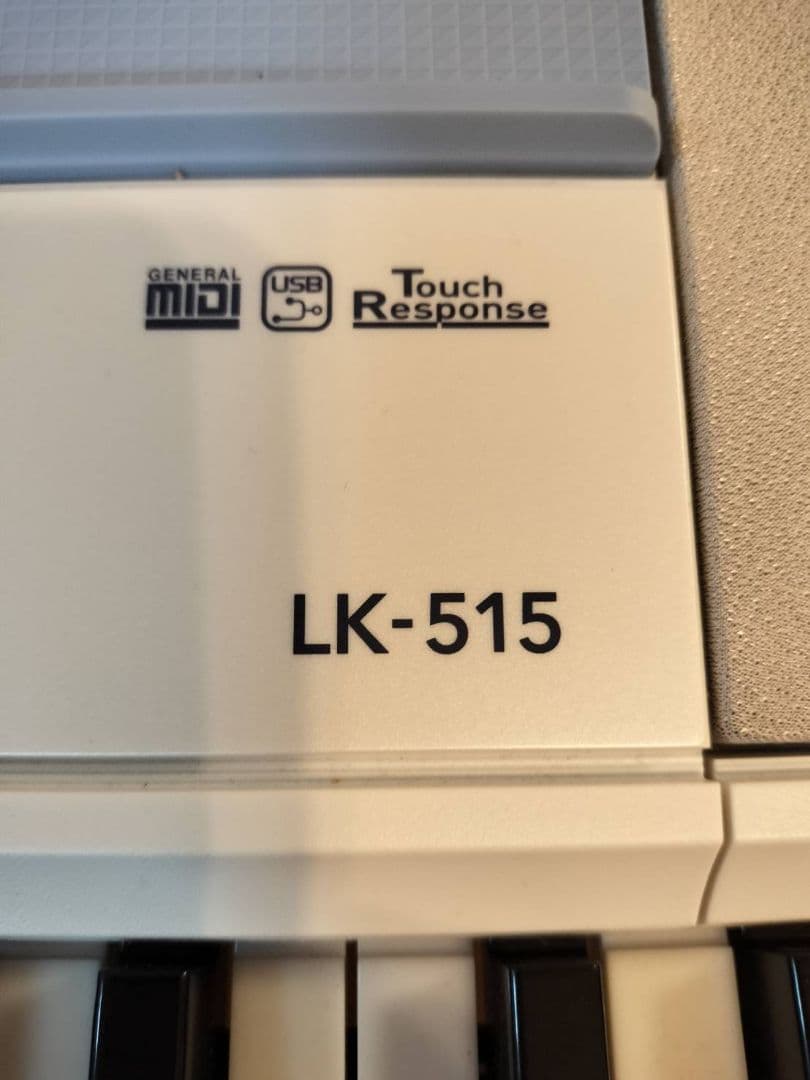 GENERAL
MIDI
USB
Touch
Response
LK-515